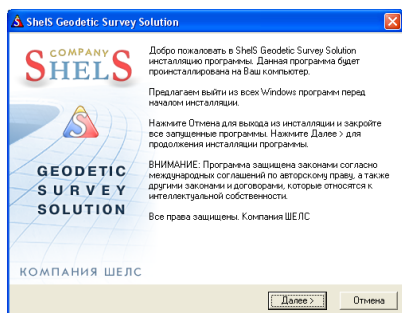 ShelS Geodetic Survey Solution
COMPANY
SHELS
GEODETIC
SURVEY
SOLUTION
КОМПАНИЯ ШЕЛС
Добро пожаловать в ShelS Geodetic Survey Solution
инсталляцию программы. Данная программа будет
проинсталлирована на Ваш компьютер.
Предлагаем выйти из всех Windows программ перед
началом инсталляции.
Нажмите Отмена для выхода из инсталляции и закройте
все запущенные программы. Нажмите Далее > для
продолжения инсталляции программы.
ВНИМАНИЕ: Программа защищена законами согласно
международных соглашений по авторскому праву, а также
другими законами и договорами, которые относятся к
интеллектуальной собственности.
Все права защищены. Компания ШЕЛС
Далее >
Отмена